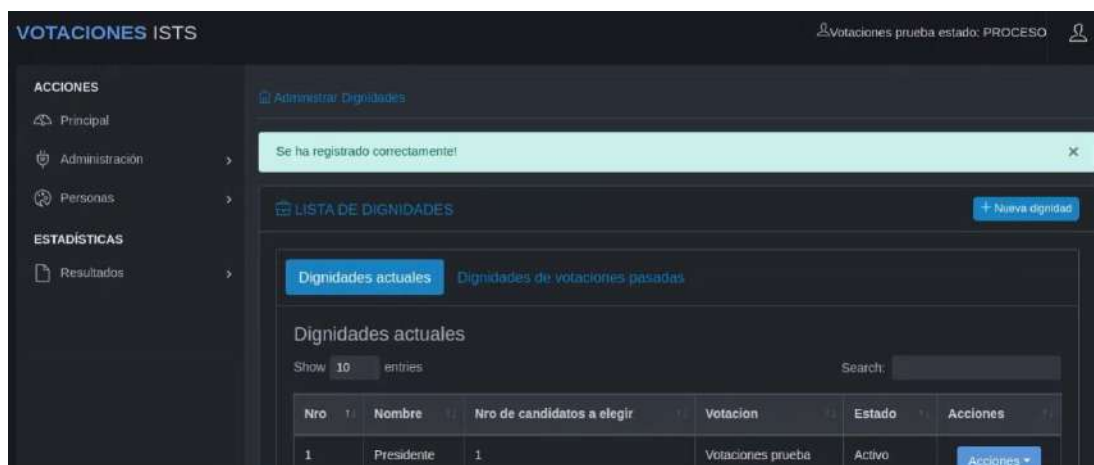 VOTACIONES ISTS
Votaciones prueba estado: PROCESO
ACCIONES
Principal
Administración
Personas
ESTADÍSTICAS
Resultados
Administrar Dignidades
Se ha registrado correctamente!
×
LISTA DE DIGNIDADES
+ Nueva dignidad
Dignidades actuales
Dignidades de votaciones pasadas
Dignidades actuales
Show 10 entries
Search:
Nro Nombre Nro de candidatos a elegir Votacion Estado Acciones
1 Presidente 1 Votaciones prueba Activo Acciones